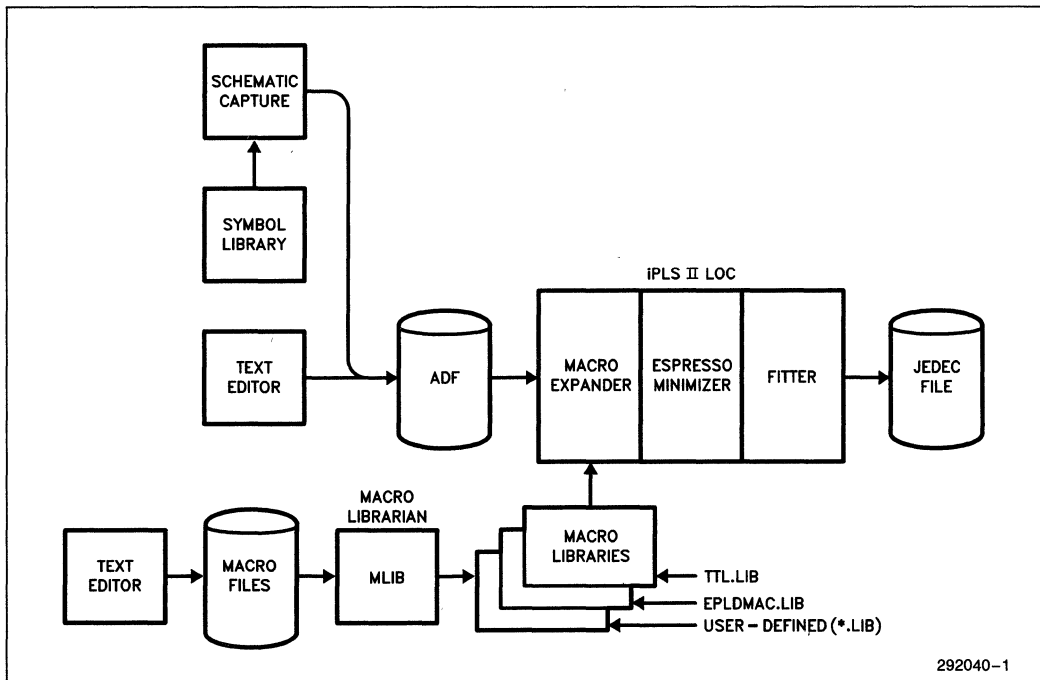 SCHEMATIC
CAPTURE
SYMBOL
LIBRARY
TEXT
EDITOR
ADF
iPLS II LOC
MACRO
EXPANDER
ESPRESSO
MINIMIZER
FITTER
JEDEC
FILE
TEXT
EDITOR
MACRO
FILES
MACRO
LIBRARIAN
MLIB
MACRO
LIBRARIES
TTL.LIB
EPLDMAC.LIB
USER-DEFINED (*.LIB)
292040-1